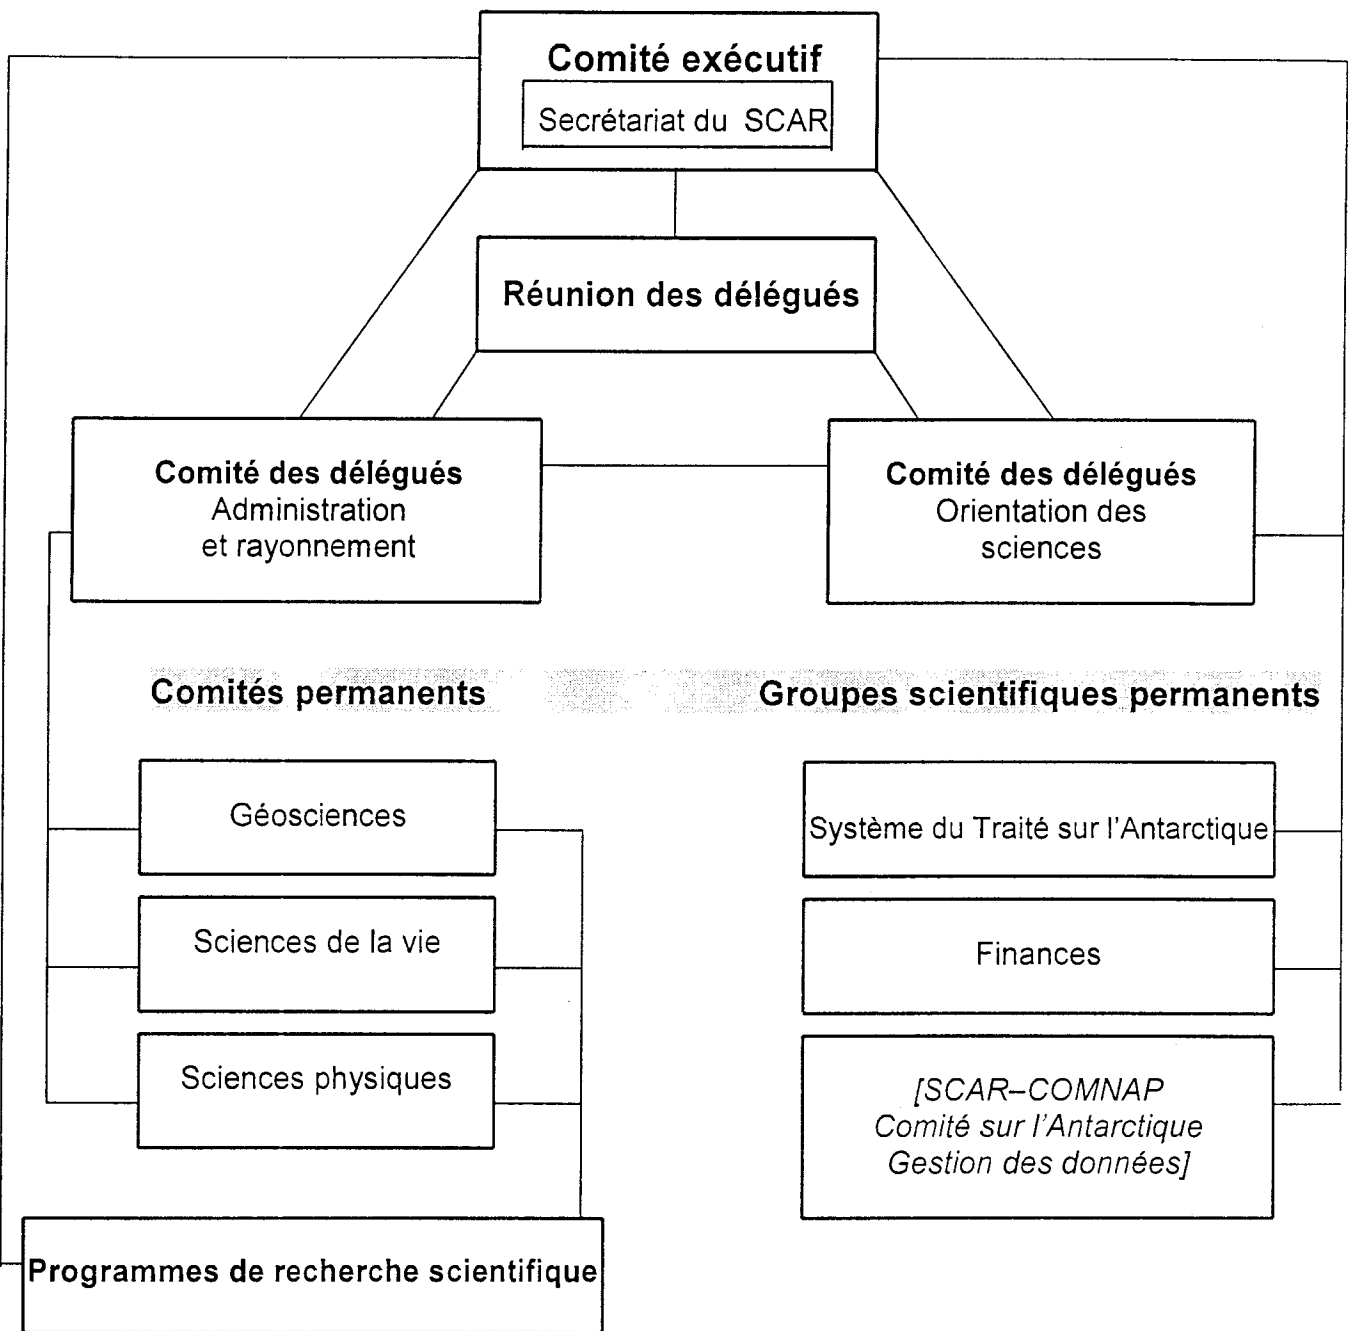 Comité exécutif
Secrétariat du SCAR
Réunion des délégués
Comité des délégués
Administration
et rayonnement
Comité des délégués
Orientation des
sciences
Comités permanents
Groupes scientifiques permanents
Géosciences
Sciences de la vie
Sciences physiques
Système du Traité sur l'Antarctique
Finances
[SCAR–COMNAP
Comité sur l'Antarctique
Gestion des données]
Programmes de recherche scientifique